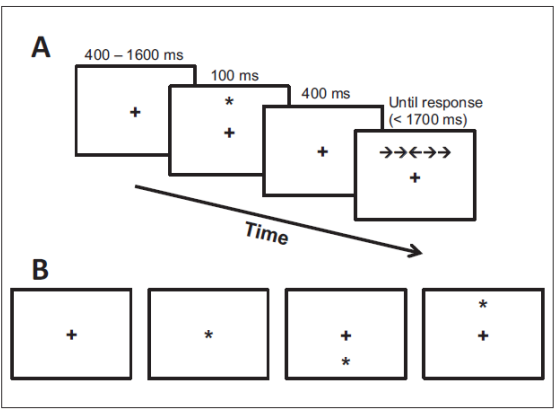 A
400 – 1600 ms
+
100 ms
*
+
400 ms
+
Until response
(< 1700 ms)
→→←→→
+
Time
B
+
*
+
*
*
+